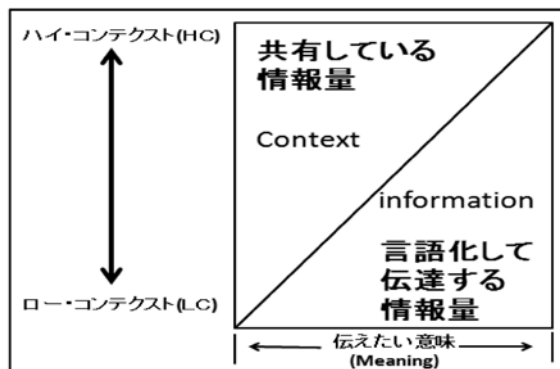 ハイ・コンテクスト(HC)
共有している
情報量
Context
information
言語化して
伝達する
情報量
ロー・コンテクスト(LC)
伝えたい意味
(Meaning)